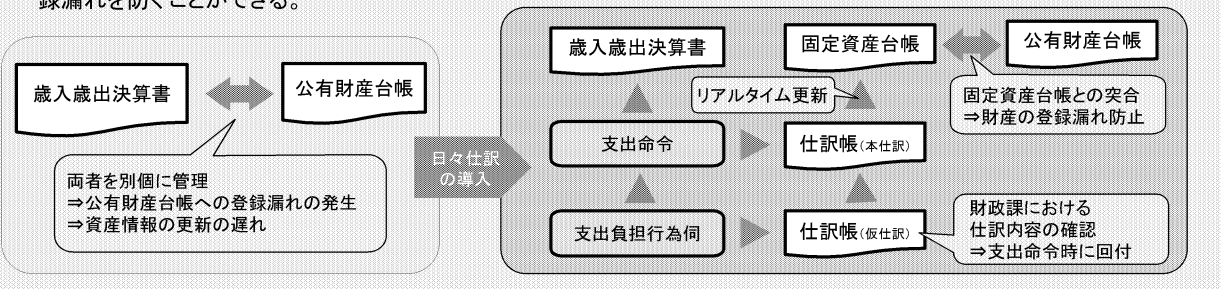 録漏れを防ぐことができる。
歳入歳出決算書
公有財産台帳
両者を別個に管理
⇒公有財産台帳への登録漏れの発生
⇒資産情報の更新の遅れ
日々仕訳
の導入
歳入歳出決算書
固定資産台帳
公有財産台帳
リアルタイム更新
固定資産台帳との突合
⇒財産の登録漏れ防止
支出命令
仕訳帳(本仕訳)
支出負担行為伺
仕訳帳(仮仕訳)
財政課における
仕訳内容の確認
⇒支出命令時に回付